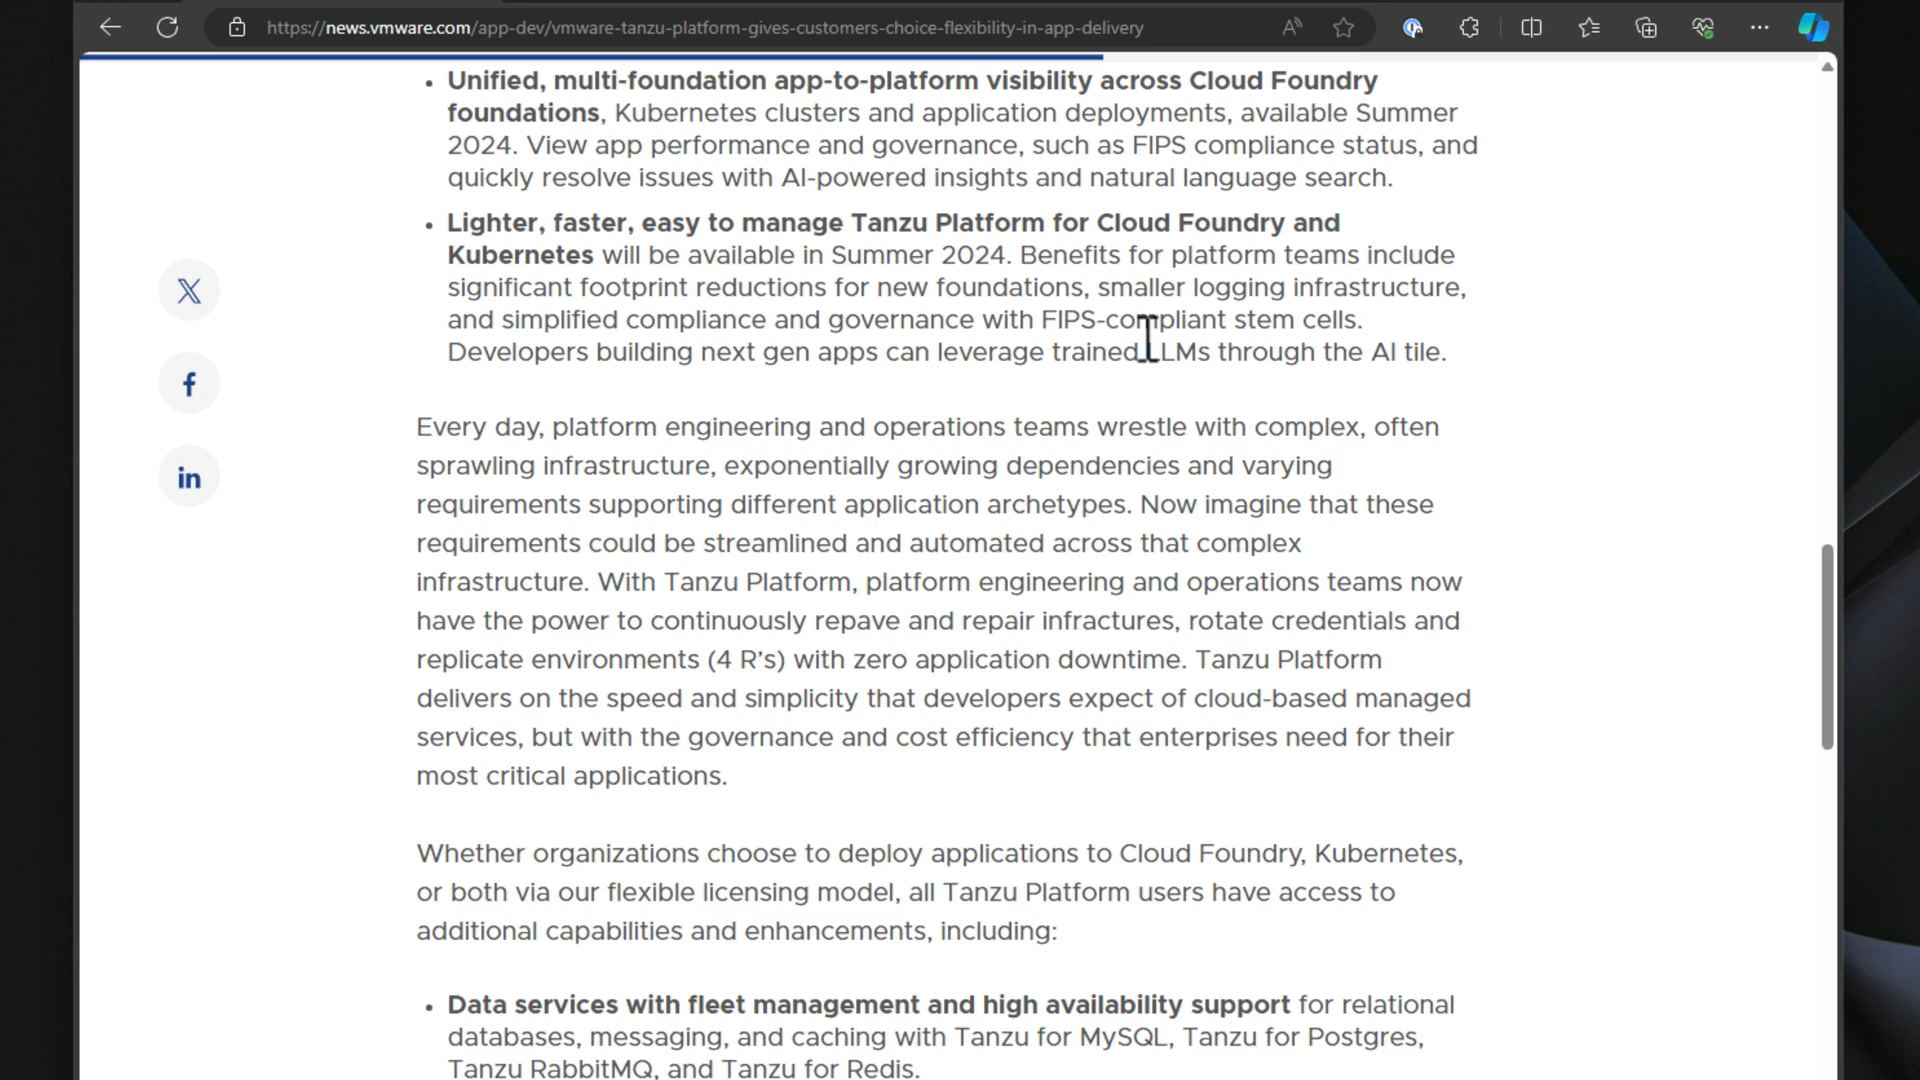 https://news.vmware.com/app-dev/vmware-tanzu-platform-gives-customers-choice-flexibility-in-app-delivery
• Unified, multi-foundation app-to-platform visibility across Cloud Foundry
foundations, Kubernetes clusters and application deployments, available Summer
2024. View app performance and governance, such as FIPS compliance status, and
quickly resolve issues with AI-powered insights and natural language search.
• Lighter, faster, easy to manage Tanzu Platform for Cloud Foundry and
Kubernetes will be available in Summer 2024. Benefits for platform teams include
significant footprint reductions for new foundations, smaller logging infrastructure,
and simplified compliance and governance with FIPS-compliant stem cells.
Developers building next gen apps can leverage trained LLMs through the AI tile.
Every day, platform engineering and operations teams wrestle with complex, often
sprawling infrastructure, exponentially growing dependencies and varying
requirements supporting different application archetypes. Now imagine that these
requirements could be streamlined and automated across that complex
infrastructure. With Tanzu Platform, platform engineering and operations teams now
have the power to continuously repave and repair infractures, rotate credentials and
replicate environments (4 R’s) with zero application downtime. Tanzu Platform
delivers on the speed and simplicity that developers expect of cloud-based managed
services, but with the governance and cost efficiency that enterprises need for their
most critical applications.
Whether organizations choose to deploy applications to Cloud Foundry, Kubernetes,
or both via our flexible licensing model, all Tanzu Platform users have access to
additional capabilities and enhancements, including:
• Data services with fleet management and high availability support for relational
databases, messaging, and caching with Tanzu for MySQL, Tanzu for Postgres,
Tanzu RabbitMQ, and Tanzu for Redis.